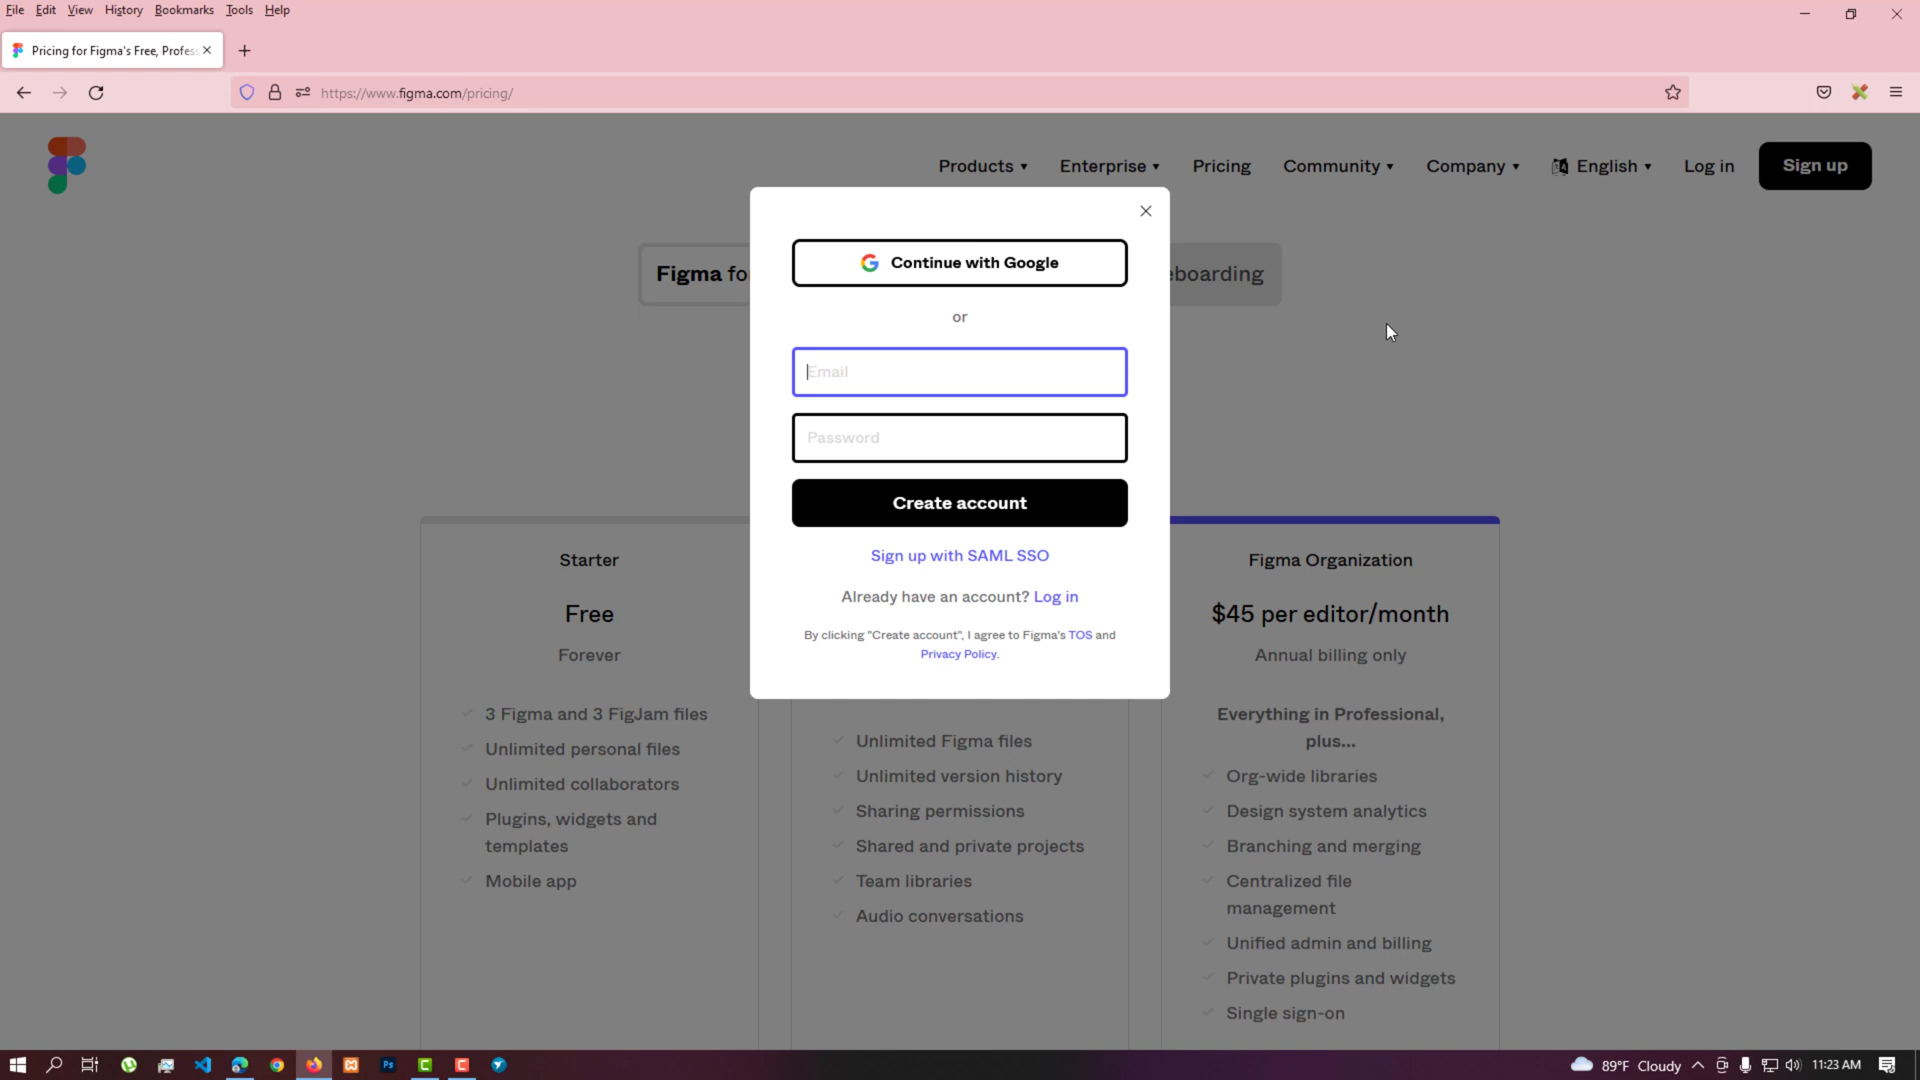 File Edit View History Bookmarks Tools Help
Pricing for Figma's Free, Profes
https://www.figma.com/pricing/
Products Enterprise Pricing Community Company English Log in Sign up
Figma fo
eboarding
Continue with Google
or
Email
Password
Create account
Sign up with SAML SSO
Already have an account? Log in
By clicking "Create account", I agree to Figma's TOS and
Privacy Policy.
Starter
Free
Forever
3 Figma and 3 FigJam files
Unlimited personal files
Unlimited collaborators
Plugins, widgets and
templates
Mobile app
Unlimited Figma files
Unlimited version history
Sharing permissions
Shared and private projects
Team libraries
Audio conversations
Figma Organization
$45 per editor/month
Annual billing only
Everything in Professional,
plus...
Org-wide libraries
Design system analytics
Branching and merging
Centralized file
management
Unified admin and billing
Private plugins and widgets
Single sign-on
Ps
89°F Cloudy
11:23 AM